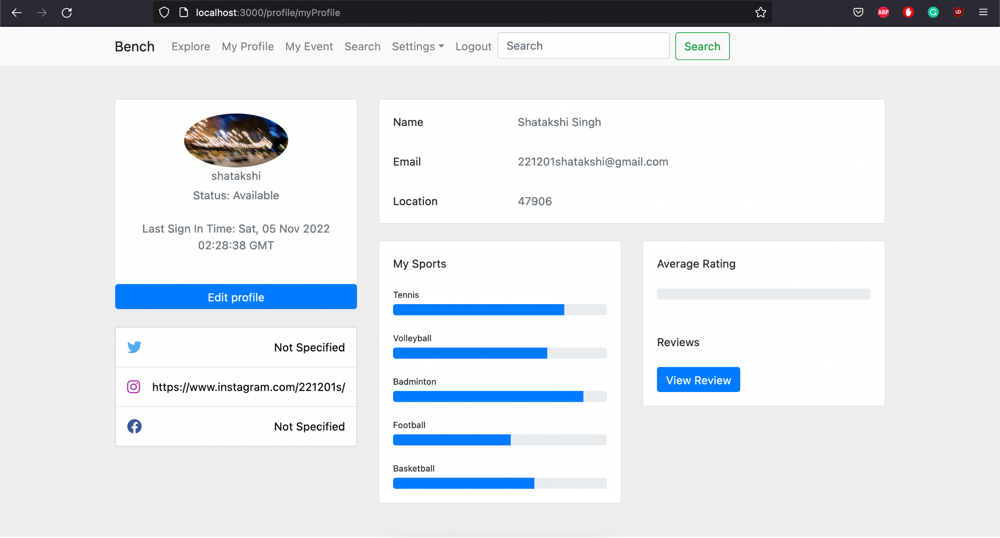 localhost:3000/profile/myProfile
ABP
G
UO
Bench Explore My Profile My Event Search Settings Logout Search Search
shatakshi
Status: Available
Last Sign In Time: Sat, 05 Nov 2022
02:28:38 GMT
Edit profile
Not Specified
https://www.instagram.com/221201s/
Not Specified
Name Shatakshi Singh
Email 221201shatakshi@gmail.com
Location 47906
My Sports
Tennis
Volleyball
Badminton
Football
Basketball
Average Rating
Reviews
View Review